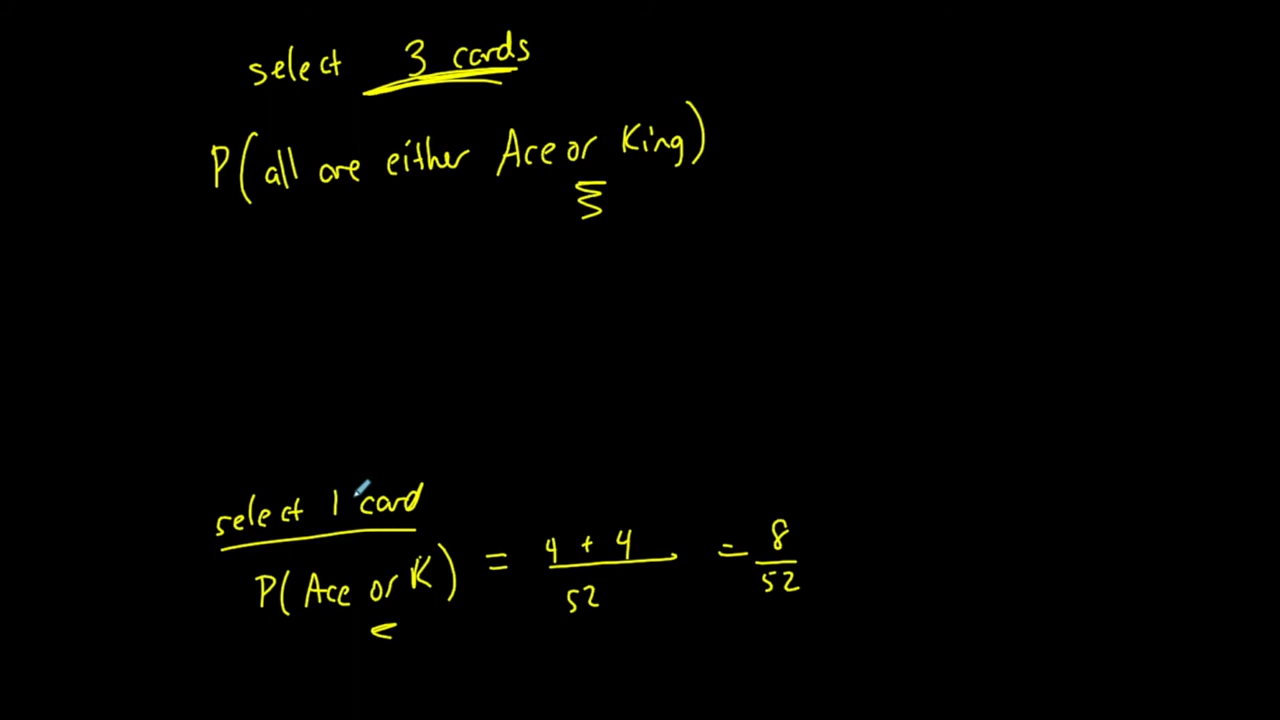 select 3 cards
P(all are either Ace or King)
select 1 card
P(Ace or K) = 4 + 4 / 52 = 8 / 52